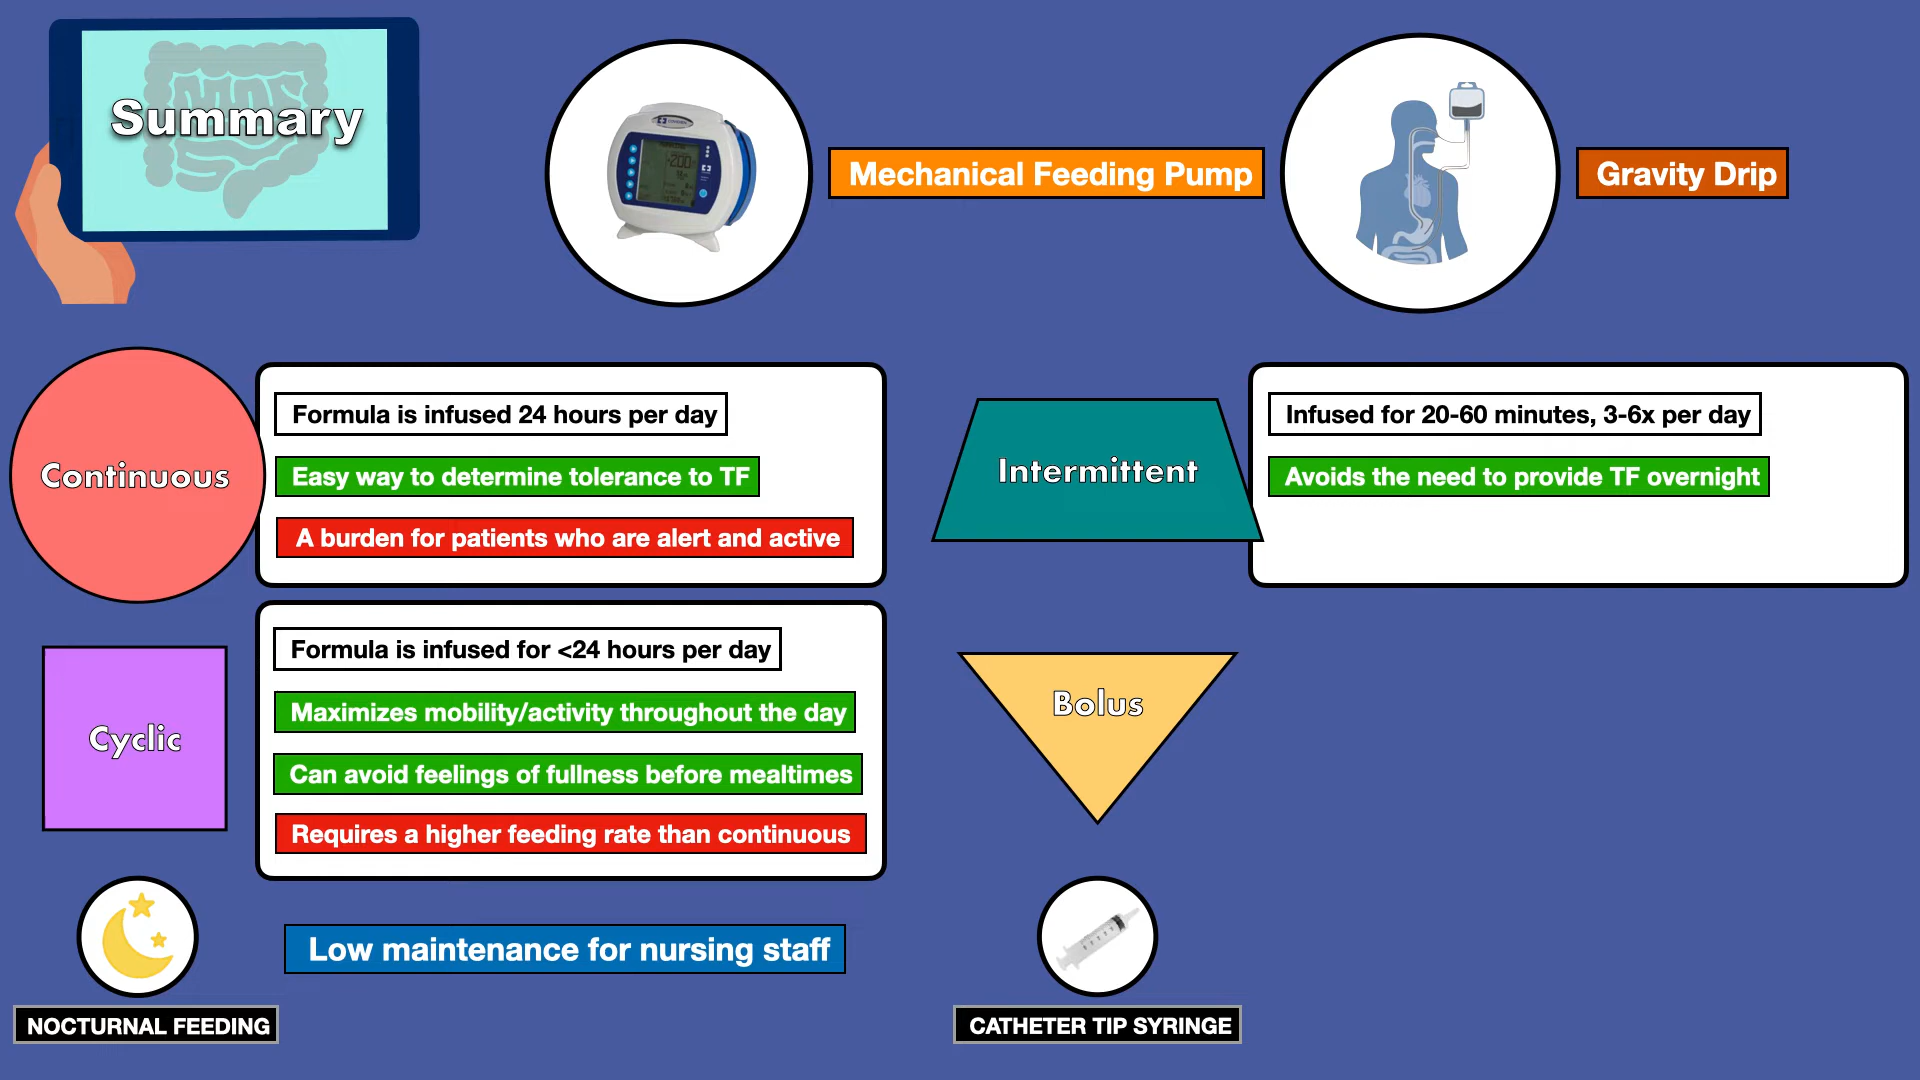 Summary
Mechanical Feeding Pump
Gravity Drip
Continuous
Formula is infused 24 hours per day
Easy way to determine tolerance to TF
A burden for patients who are alert and active
Intermittent
Infused for 20-60 minutes, 3-6x per day
Avoids the need to provide TF overnight
Cyclic
Formula is infused for <24 hours per day
Maximizes mobility/activity throughout the day
Can avoid feelings of fullness before mealtimes
Requires a higher feeding rate than continuous
Bolus
NOCTURNAL FEEDING
Low maintenance for nursing staff
CATHETER TIP SYRINGE